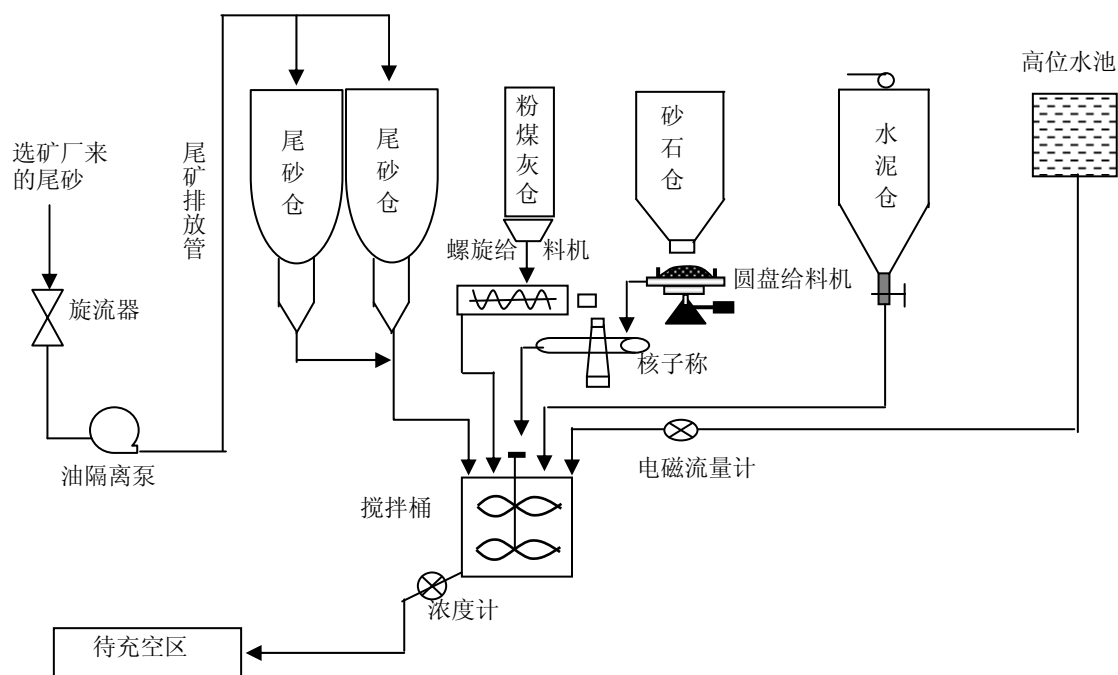 高位水池
选矿厂来
的尾砂
尾矿排放管
尾砂仓
尾砂仓
粉煤灰仓
砂石仓
水泥仓
螺旋给料机
圆盘给料机
旋流器
核子称
油隔离泵
电磁流量计
搅拌桶
浓度计
待充空区